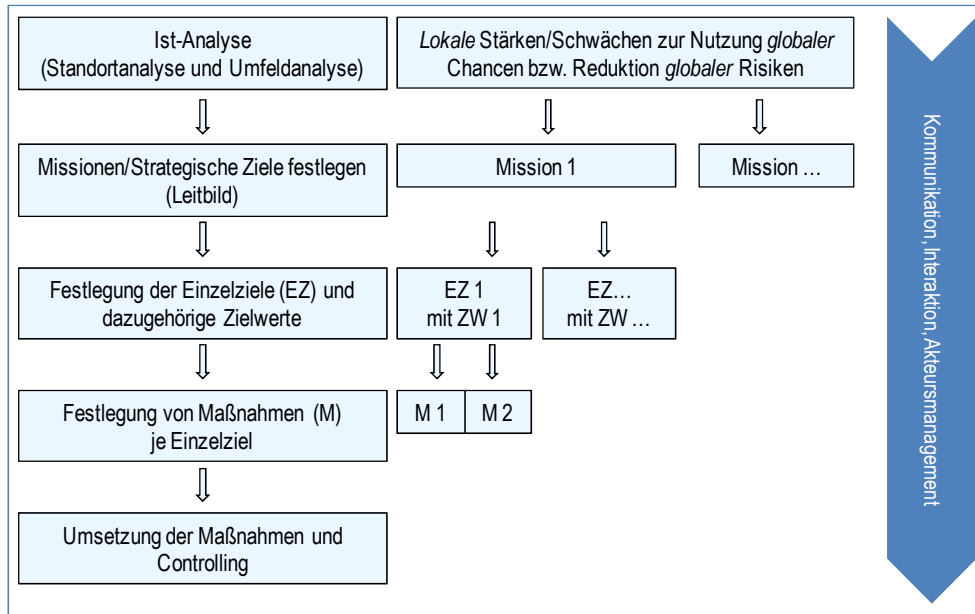 Ist-Analyse
(Standortanalyse und Umfeldanalyse)
Lokale Stärken/Schwächen zur Nutzung globaler
Chancen bzw. Reduktion globaler Risiken
Missionen/Strategische Ziele festlegen
(Leitbild)
Mission 1
Mission …
Festlegung der Einzelziele (EZ) und
dazugehörige Zielwerte
EZ 1
mit ZW 1
EZ…
mit ZW …
Festlegung von Maßnahmen (M)
je Einzelziel
M 1
M 2
Umsetzung der Maßnahmen und
Controlling
Kommunikation, Interaktion, Akteursmanagement